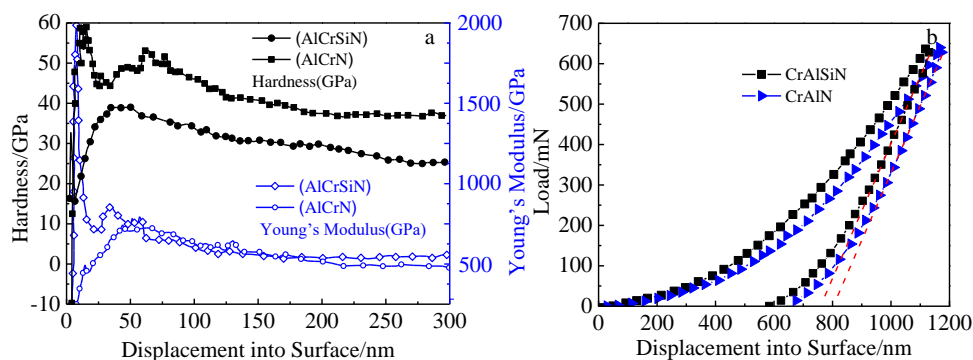 a
(AlCrSiN)
(AlCrN)
Hardness(GPa)
(AlCrSiN)
(AlCrN)
Young's Modulus(GPa)
Hardness/GPa
60
50
40
30
20
10
0
-10
Young's Modulus/GPa
2000
1500
1000
500
0 50 100 150 200 250 300
Displacement into Surface/nm
b
CrAlSiN
CrAlN
Load/mN
700
600
500
400
300
200
100
0
0 200 400 600 800 1000 1200
Displacement into Surface/nm